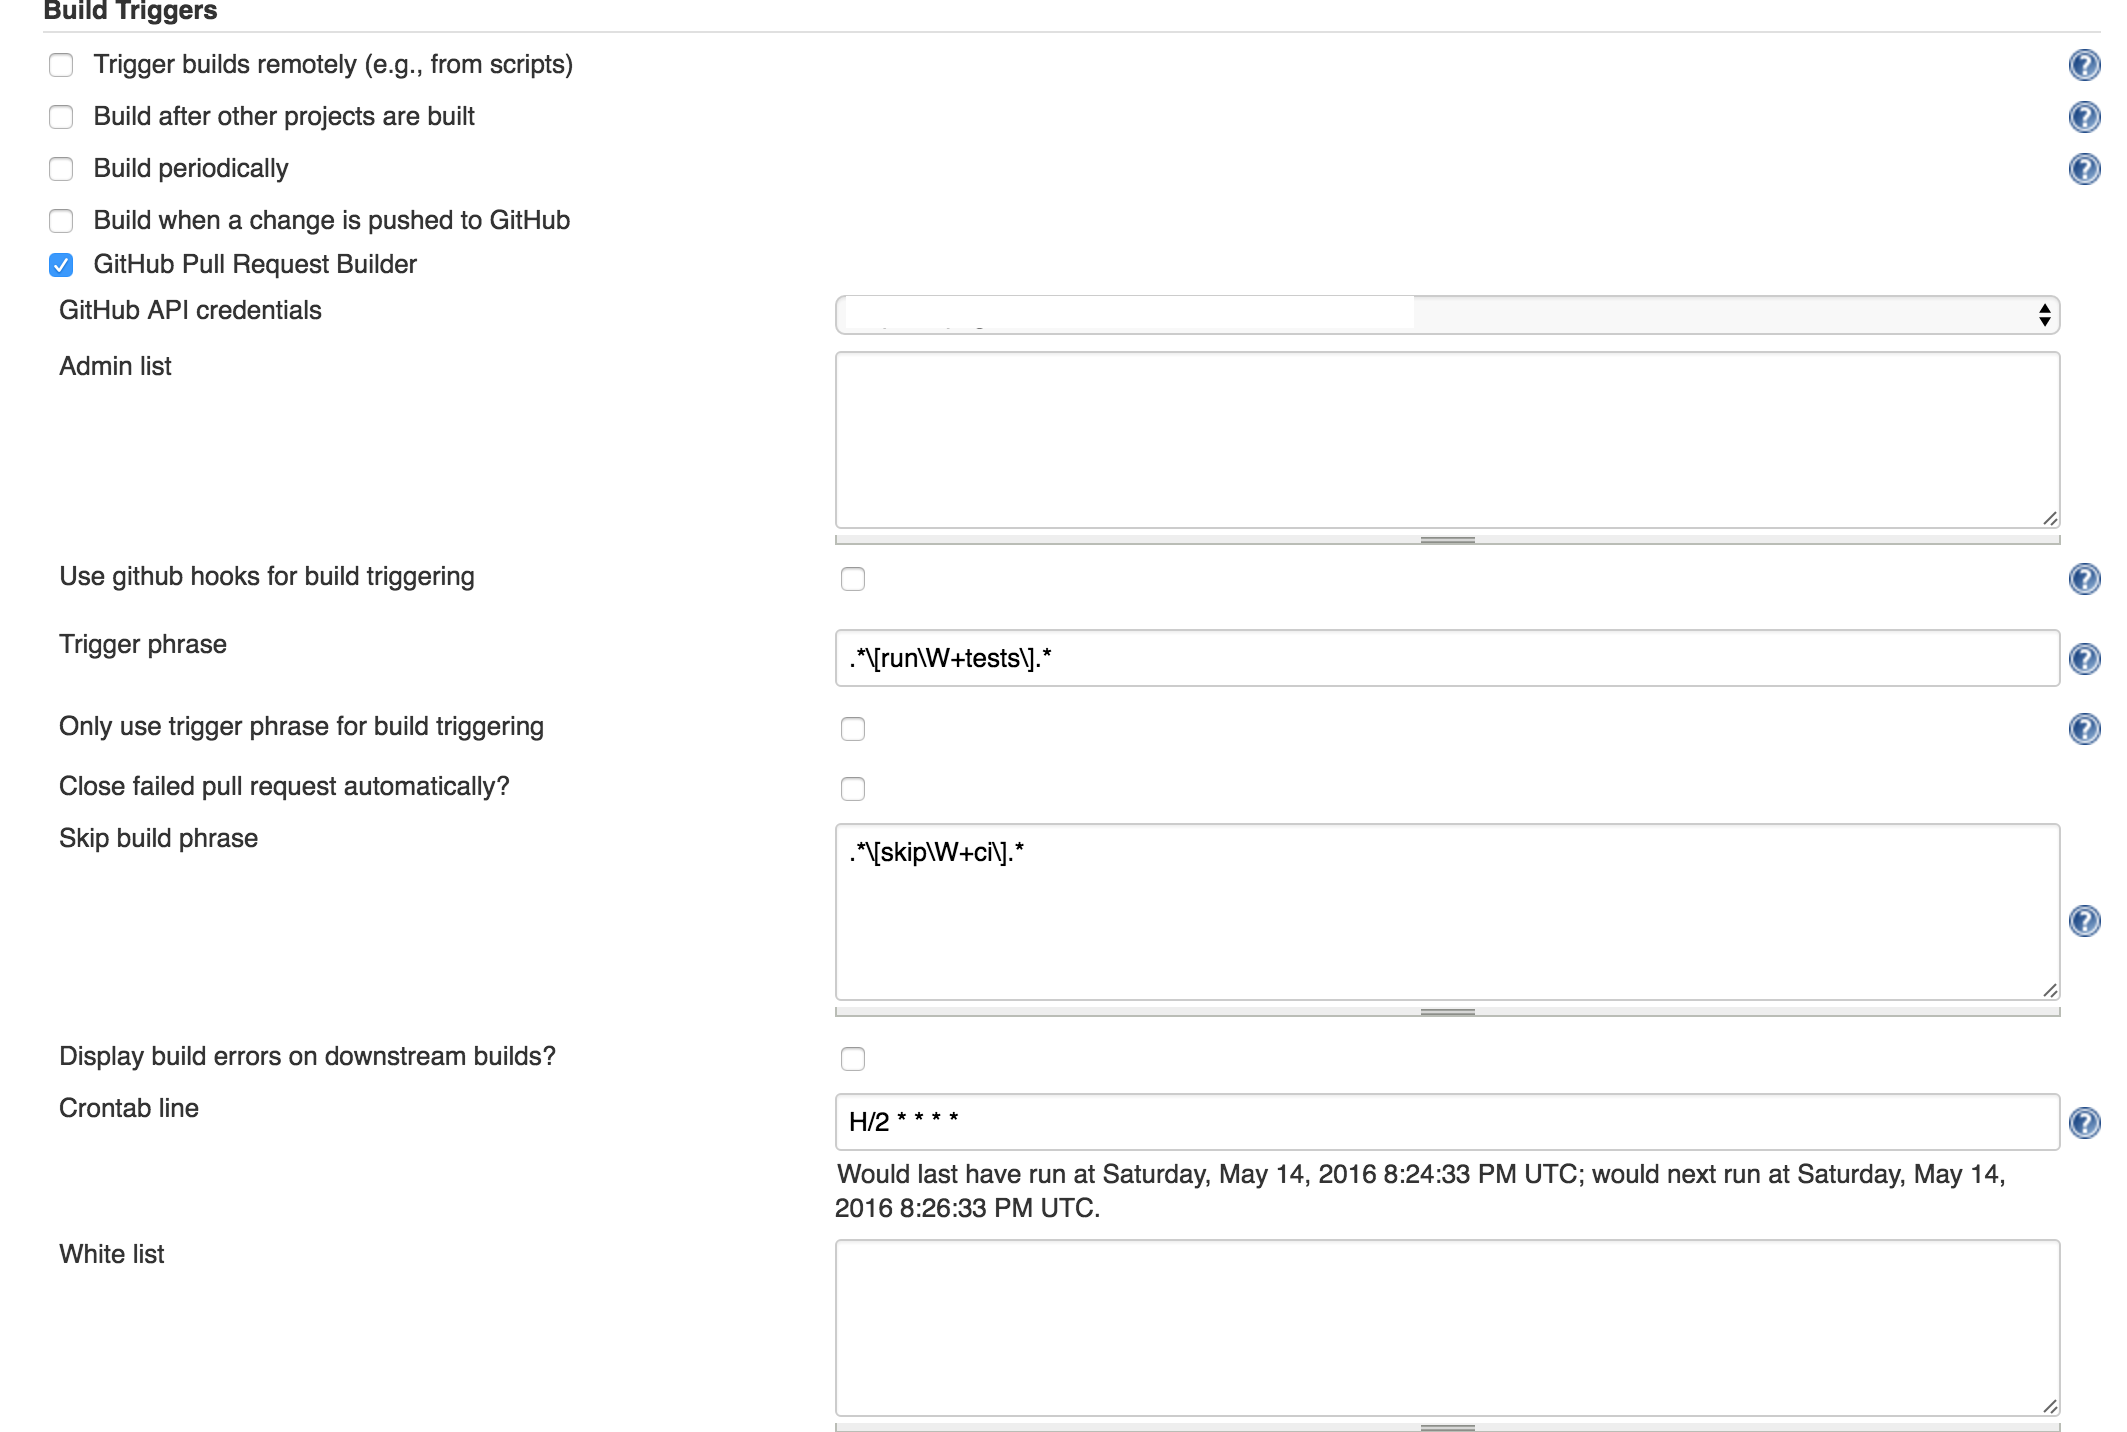 Build Triggers
Trigger builds remotely (e.g., from scripts)
Build after other projects are built
Build periodically
Build when a change is pushed to GitHub
GitHub Pull Request Builder
GitHub API credentials
Admin list
Use github hooks for build triggering
Trigger phrase
.*\[run\W+tests\].*
Only use trigger phrase for build triggering
Close failed pull request automatically?
Skip build phrase
.*\[skip\W+ci\].*
Display build errors on downstream builds?
Crontab line
H/2 * * * *
Would last have run at Saturday, May 14, 2016 8:24:33 PM UTC; would next run at Saturday, May 14,
2016 8:26:33 PM UTC.
White list